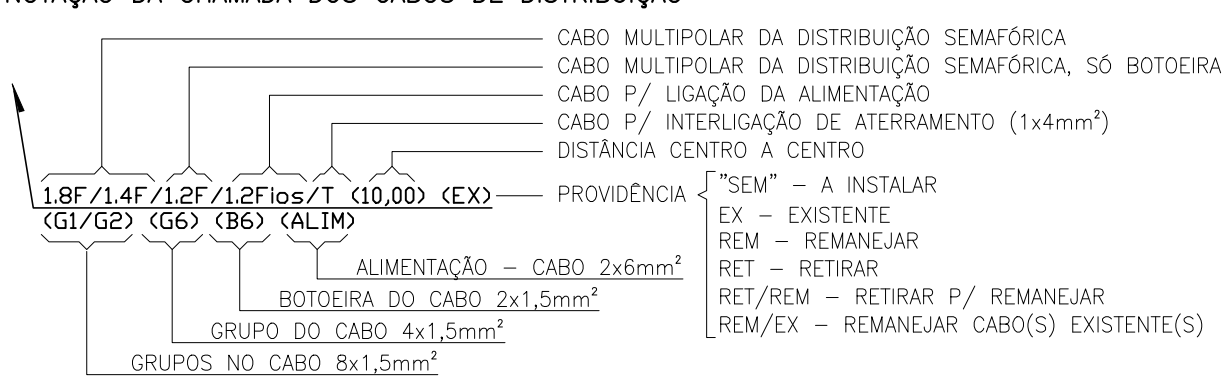 NOTAÇÃO DA CHAMADA DOS CABOS DE DISTRIBUIÇÃO
CABO MULTIPOLAR DA DISTRIBUIÇÃO SEMAFÓRICA
CABO MULTIPOLAR DA DISTRIBUIÇÃO SEMAFÓRICA, SÓ BOTOEIRA
CABO P/ LIGAÇÃO DA ALIMENTAÇÃO
CABO P/ INTERLIGAÇÃO DE ATERRAMENTO (1x4mm²)
DISTÂNCIA CENTRO A CENTRO
1.8F/1.4F/1.2F/1.2Fios/T (10,00) (EX)
PROVIDÊNCIA
"SEM" – A INSTALAR
EX – EXISTENTE
REM – REMANEJAR
RET – RETIRAR
RET/REM – RETIRAR P/ REMANEJAR
REM/EX – REMANEJAR CABO(S) EXISTENTE(S)
(G1/G2) (G6) (B6) (ALIM)
ALIMENTAÇÃO – CABO 2x6mm²
BOTOEIRA DO CABO 2x1,5mm²
GRUPO DO CABO 4x1,5mm²
GRUPOS NO CABO 8x1,5mm²